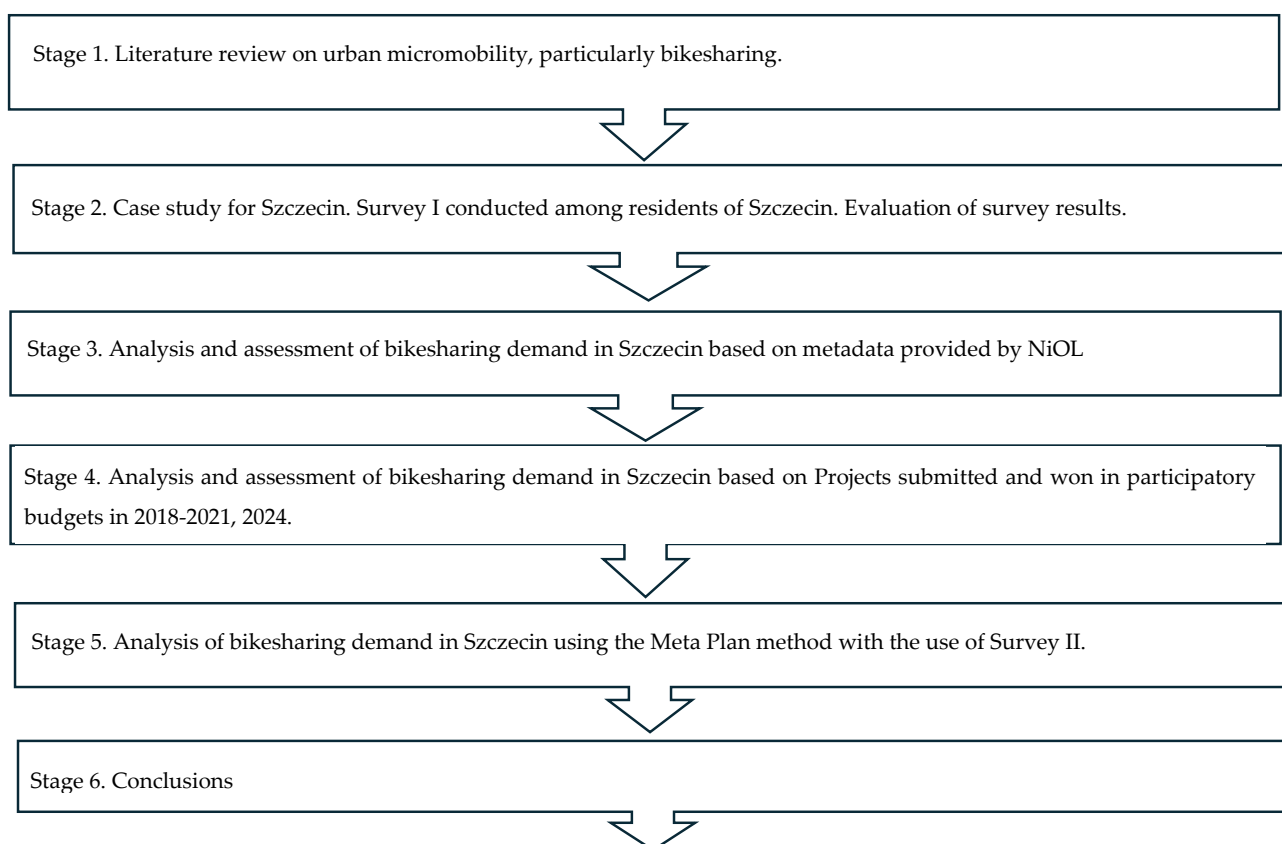 Stage 1. Literature review on urban micromobility, particularly bikesharing.
Stage 2. Case study for Szczecin. Survey I conducted among residents of Szczecin. Evaluation of survey results.
Stage 3. Analysis and assessment of bikesharing demand in Szczecin based on metadata provided by NiOL
Stage 4. Analysis and assessment of bikesharing demand in Szczecin based on Projects submitted and won in participatory
budgets in 2018-2021, 2024.
Stage 5. Analysis of bikesharing demand in Szczecin using the Meta Plan method with the use of Survey II.
Stage 6. Conclusions